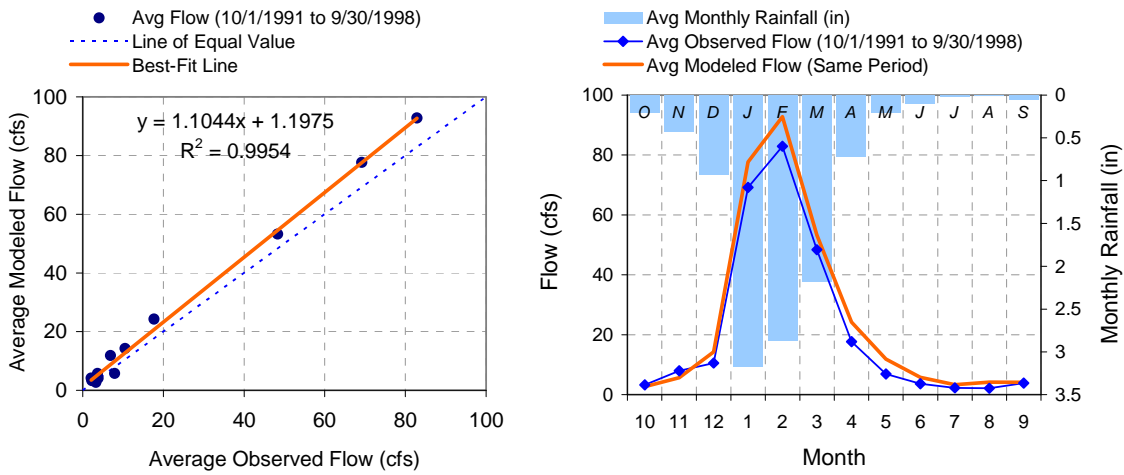 Avg Flow (10/1/1991 to 9/30/1998)
Line of Equal Value
Best-Fit Line
y = 1.1044x + 1.1975
R² = 0.9954
100
80
60
40
20
0
0
20
40
60
80
100
Average Modeled Flow (cfs)
Average Observed Flow (cfs)
Avg Monthly Rainfall (in)
Avg Observed Flow (10/1/1991 to 9/30/1998)
Avg Modeled Flow (Same Period)
O
N
D
J
F
M
A
M
J
J
A
S
100
80
60
40
20
0
Flow (cfs)
0
0.5
1
1.5
2
2.5
3
3.5
Monthly Rainfall (in)
10
11
12
1
2
3
4
5
6
7
8
9
Month